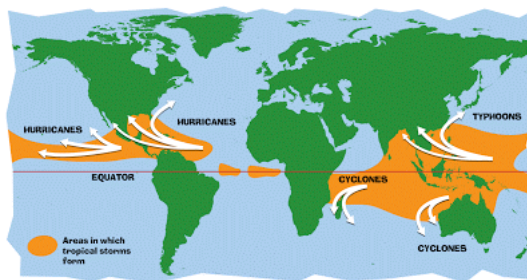 TYPHOONS
HURRICANES
HURRICANES
EQUATOR
CYCLONES
CYCLONES
Areas in which
tropical storms
form